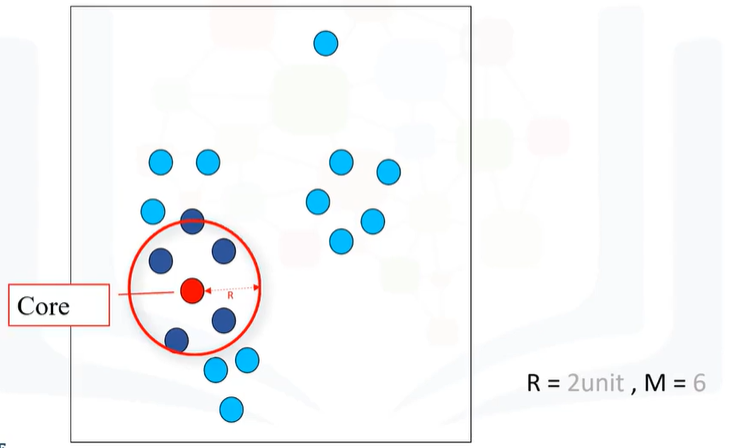 R
Core
R = 2unit , M = 6